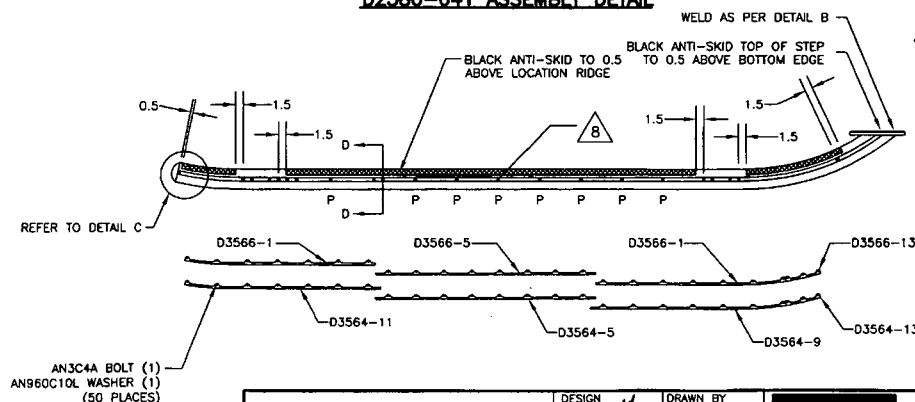 D2580-041 ASSEMBLY DETAIL
WELD AS PER DETAIL B
BLACK ANTI-SKID TO 0.5
ABOVE LOCATION RIDGE
BLACK ANTI-SKID TOP OF STEP
TO 0.5 ABOVE BOTTOM EDGE
0.5
1.5
1.5
1.5
1.5
1.5
8
D
D
P
P
P
P
P
P
P
P
REFER TO DETAIL C
D3566-1
D3566-5
D3566-1
D3566-13
D3564-11
D3564-5
D3564-9
D3564-13
AN3C4A BOLT (1)
AN960C10L WASHER (1)
(50 PLACES)
DESIGN
DRAWN BY